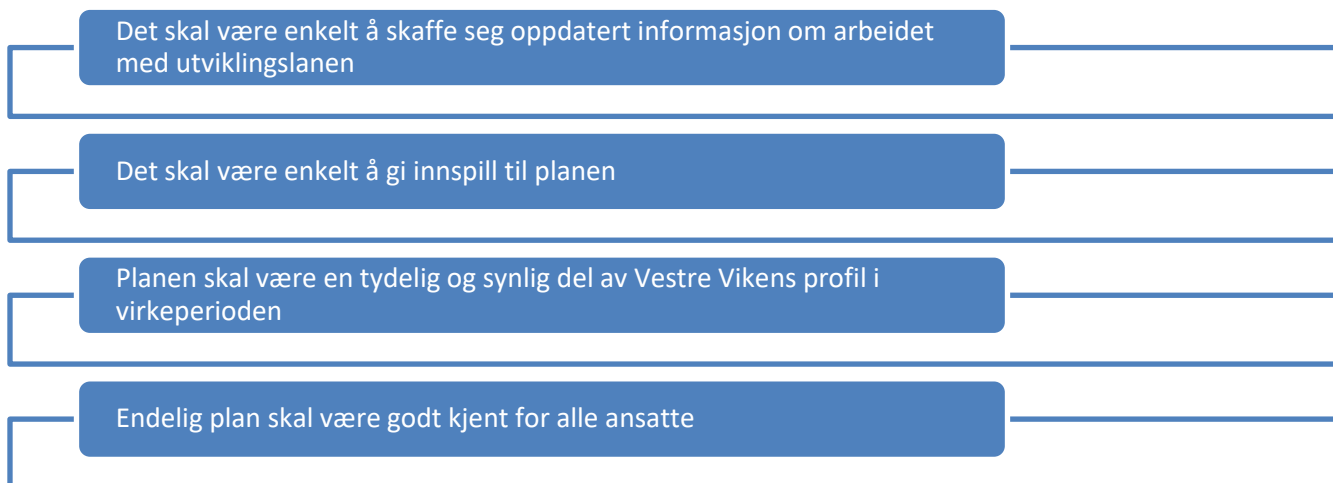 Det skal være enkelt å skaffe seg oppdatert informasjon om arbeidet
med utviklingslanen
Det skal være enkelt å gi innspill til planen
Planen skal være en tydelig og synlig del av Vestre Vikens profil i
virkeperioden
Endelig plan skal være godt kjent for alle ansatte